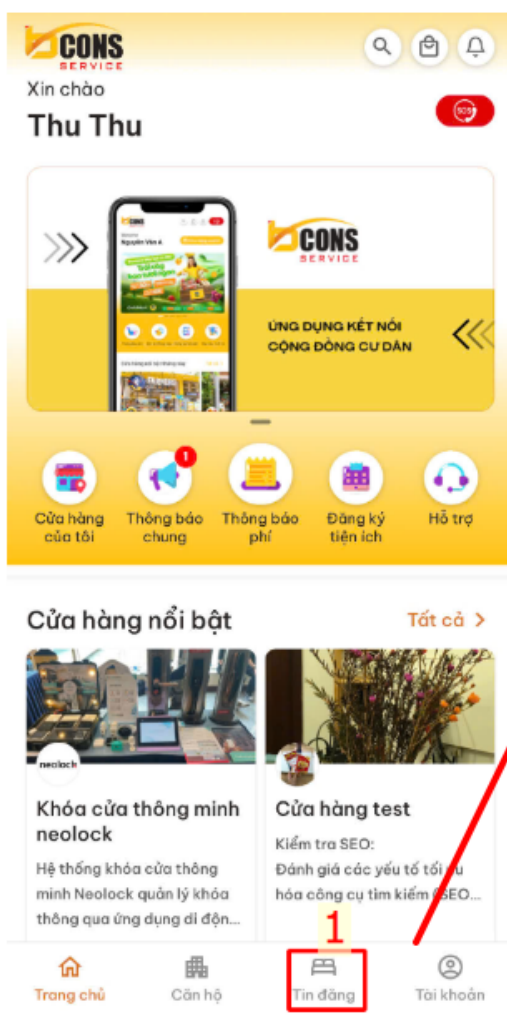 bCONS
SERVICE
Xin chào
Thu Thu
SOS
CONS
Nguyễn Văn A
bCONS
SERVICE
ỨNG DỤNG KẾT NỐI
CỘNG ĐỒNG CƯ DÂN
1
Cửa hàng
của tôi
Thông báo
chung
Thông báo
phí
Đăng ký
tiện ích
Hỗ trợ
Cửa hàng nổi bật
Tất cả >
neolock
Khóa cửa thông minh
neolock
Hệ thống khóa cửa thông
minh Neolock quản lý khóa
thông qua ứng dụng di độn...
Cửa hàng test
Kiểm tra SEO:
Đánh giá các yếu tố tối ưu
hóa công cụ tìm kiếm (SEO...
1
Trang chủ
Căn hộ
Tin đăng
Tài khoản